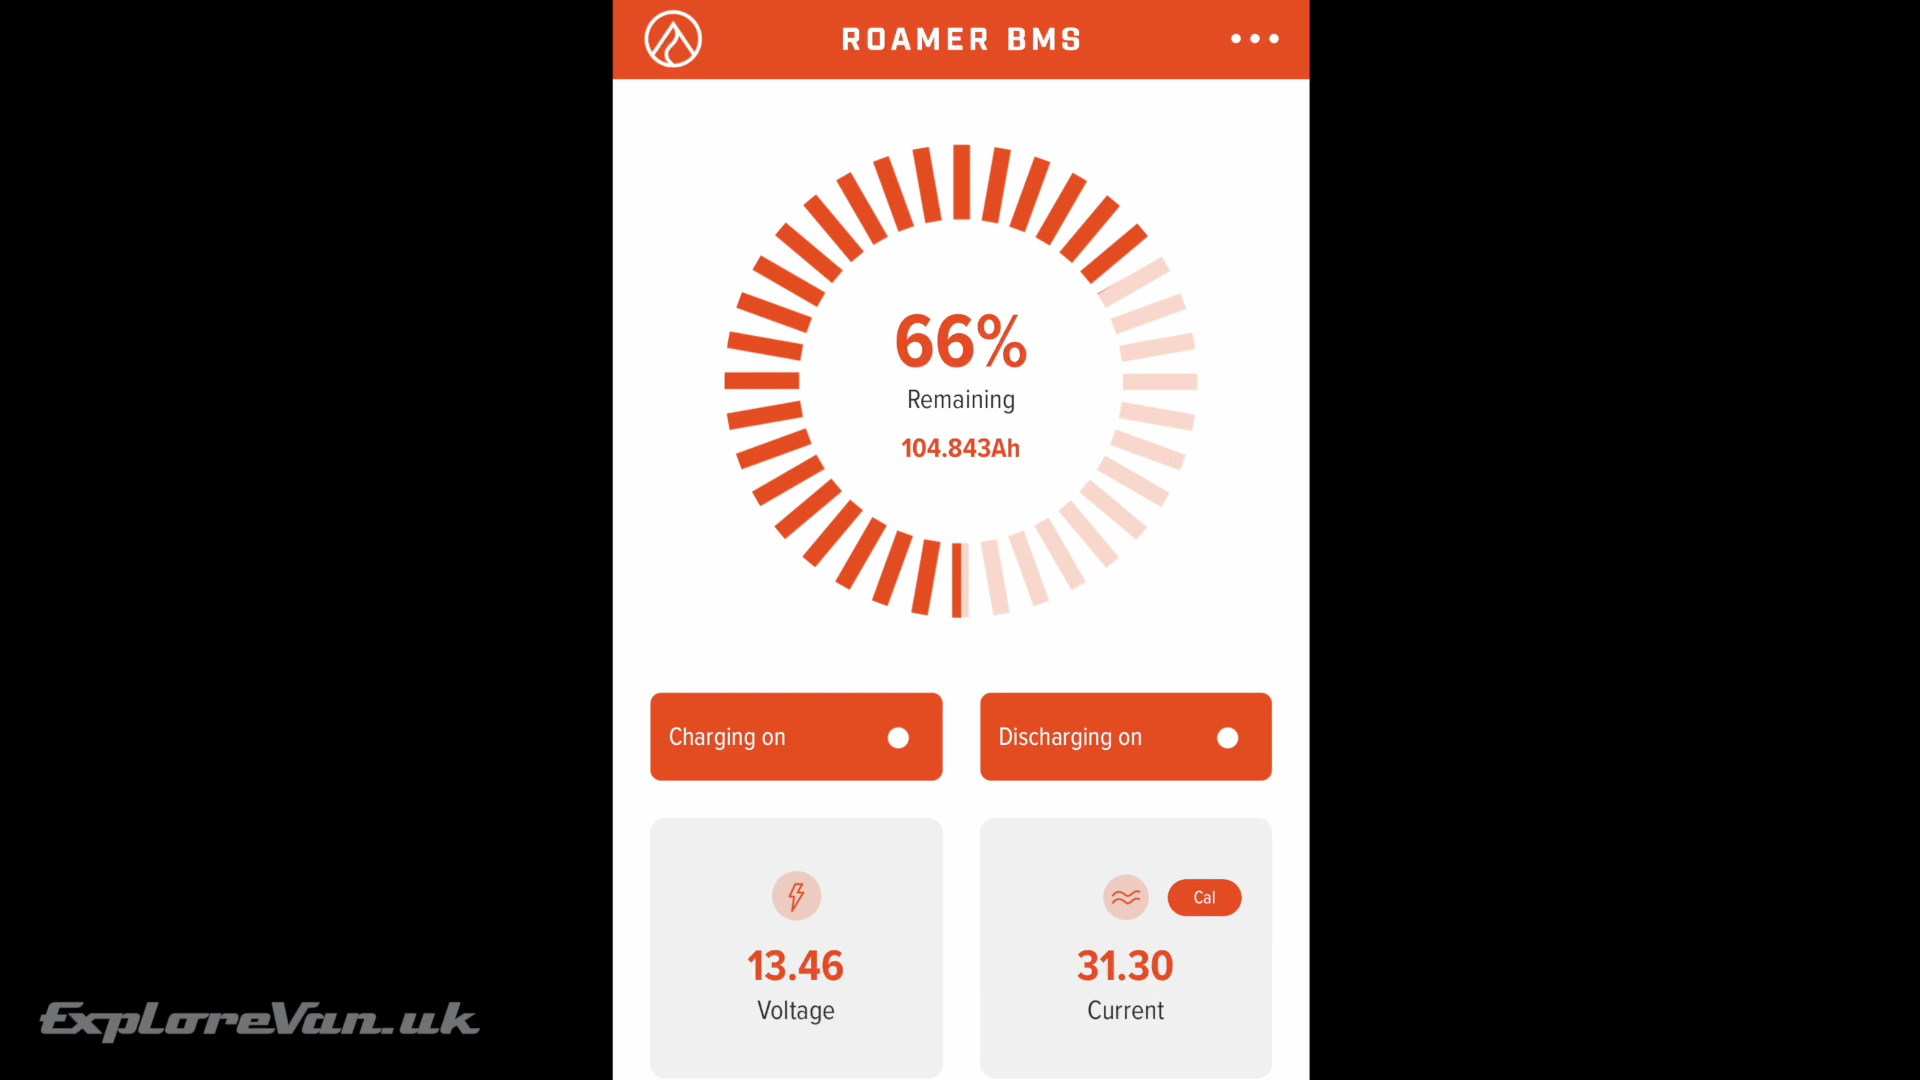 ROAMER BMS
66%
Remaining
104.843Ah
Charging on
Discharging on
Cal
13.46
Voltage
31.30
Current
ExploreVan.uk